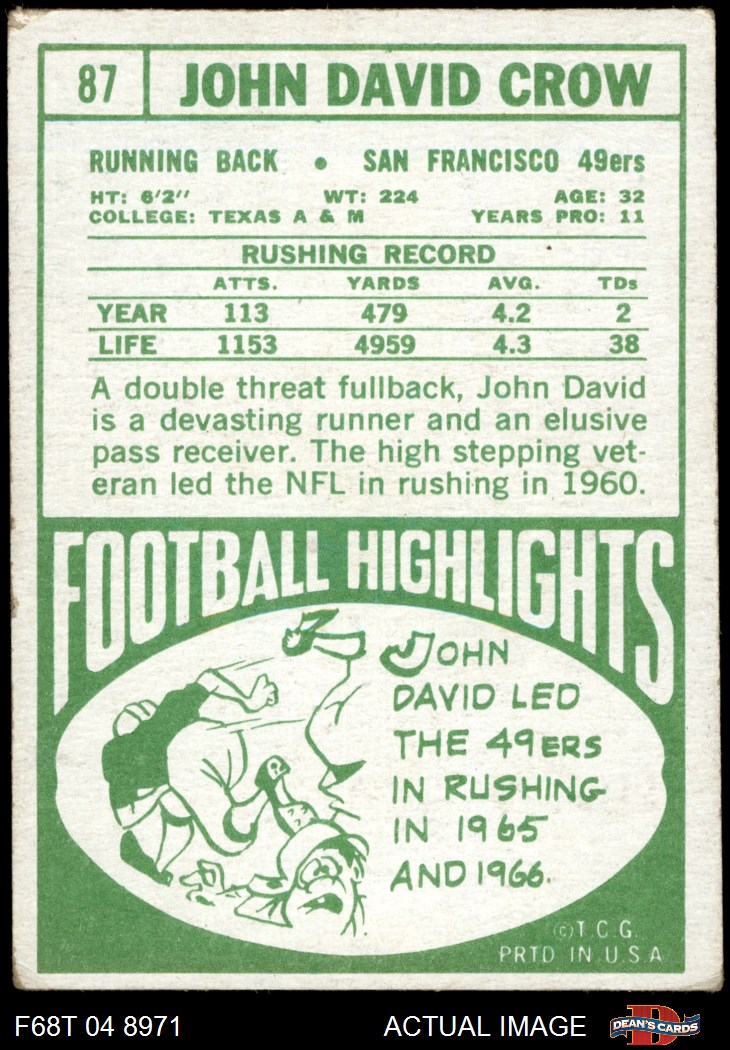 87 JOHN DAVID CROW
RUNNING BACK • SAN FRANCISCO 49ers
HT: 6'2" WT: 224 AGE: 32
COLLEGE: TEXAS A & M YEARS PRO: 11
RUSHING RECORD
ATTS. YARDS AVG. TDs
YEAR 113 479 4.2 2
LIFE 1153 4959 4.3 38
A double threat fullback, John David
is a devasting runner and an elusive
pass receiver. The high stepping vet-
eran led the NFL in rushing in 1960.
FOOTBALL HIGHLIGHTS
JOHN
DAVID LED
THE 49ERS
IN RUSHING
IN 1965
AND 1966.
©T.C.G.
PRTD IN U.S.A
F68T 04 8971 ACTUAL IMAGE D DEAN'S CARDS